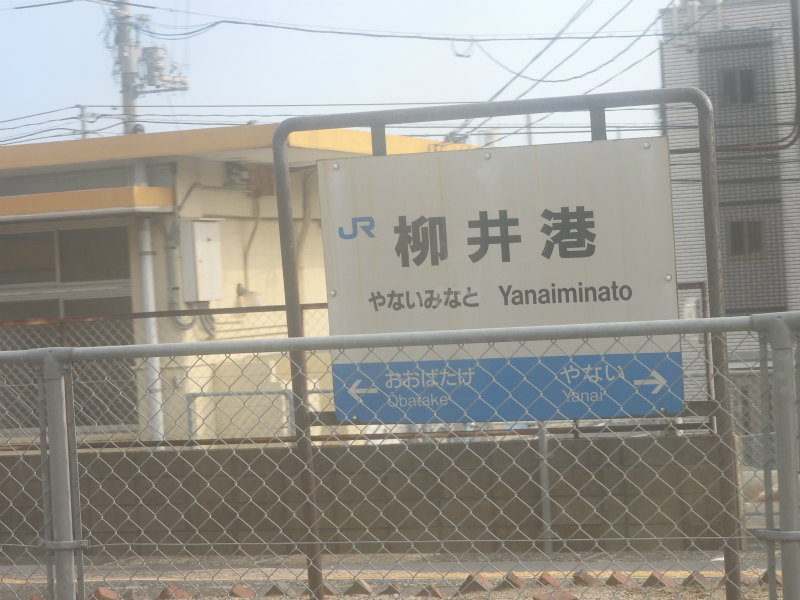 JR 柳井港
やないみなと Yanaiminato
← おおばたけ やない →
Ōbatake Yanai